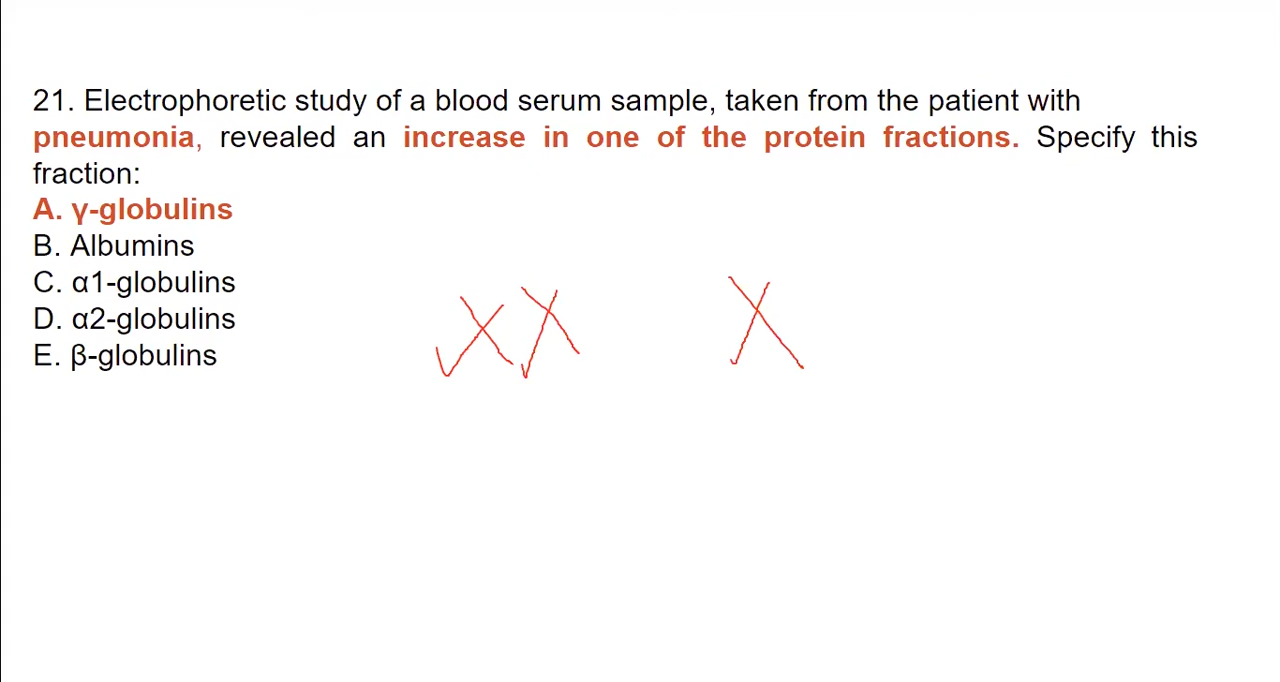 21. Electrophoretic study of a blood serum sample, taken from the patient with
pneumonia, revealed an increase in one of the protein fractions. Specify this
fraction:
A. γ-globulins
B. Albumins
C. α1-globulins
D. α2-globulins
E. β-globulins
XX X